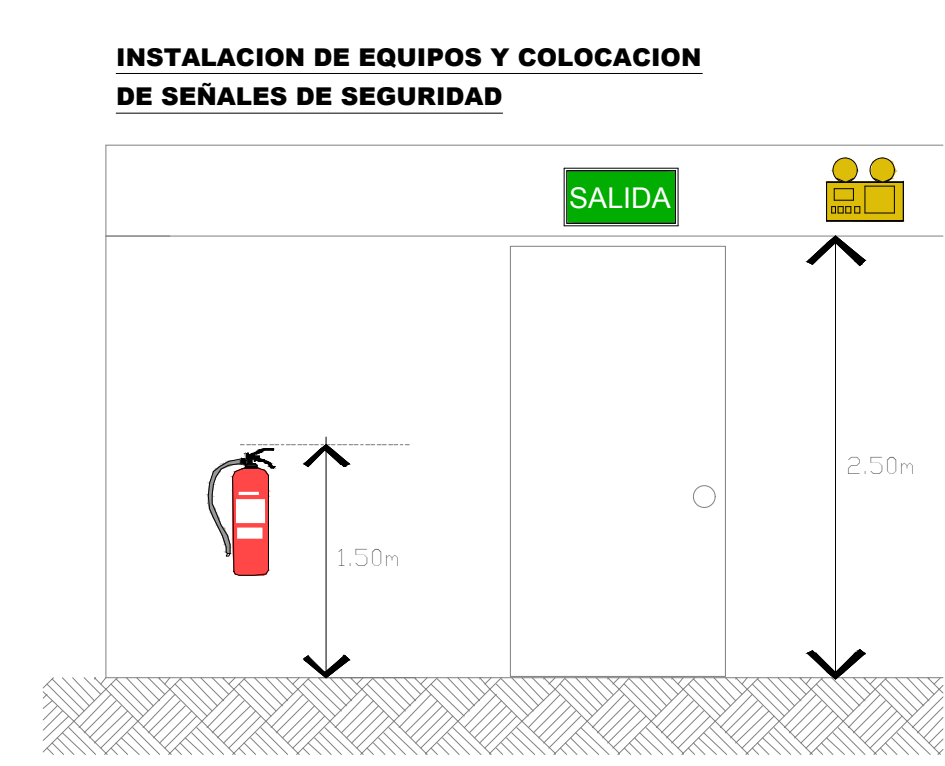 INSTALACION DE EQUIPOS Y COLOCACION
DE SEÑALES DE SEGURIDAD
SALIDA
2.50m
1.50m